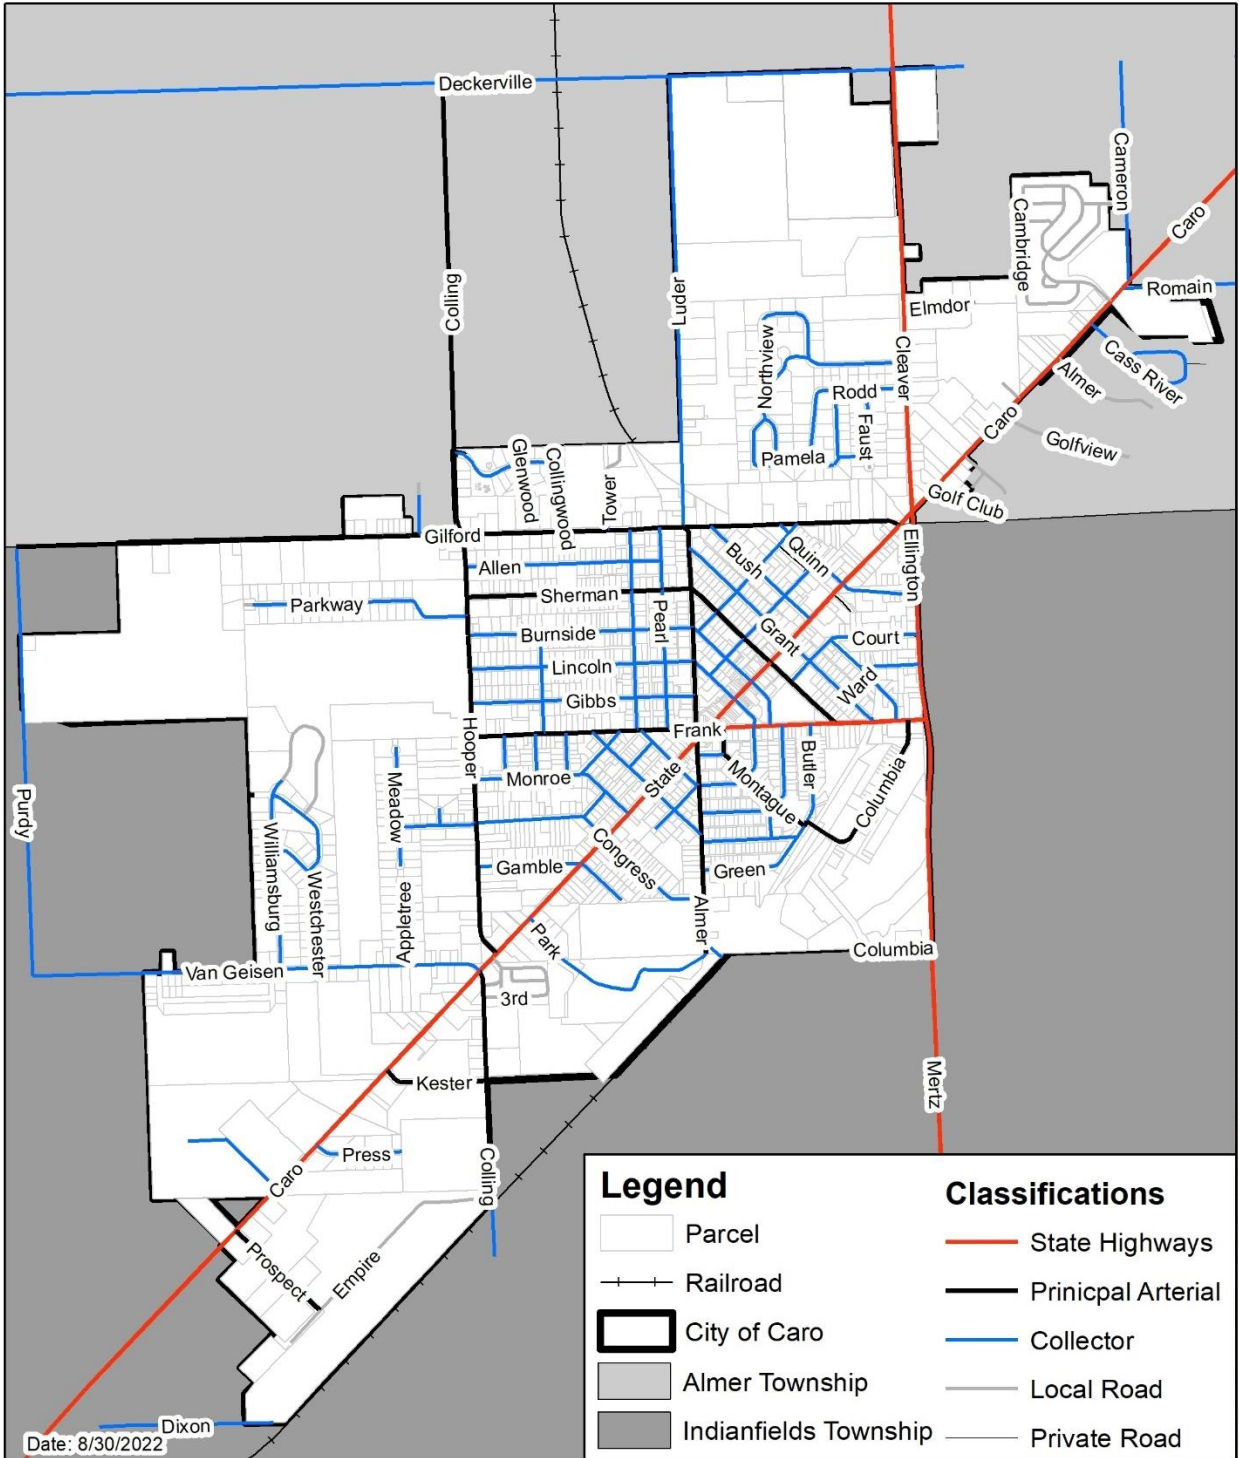 Deckerville
Cameron
Caro
Cambridge
Colling
Luder
Romain
Elmdor
Northview
Cleaver
Cass River
Almer
Rodd
Faust
Caro
Golfview
Pamela
Glenwood
Collingwood
Tower
Golf Club
Gilford
Ellington
Quinn
Bush
Allen
Sherman
Parkway
Pearl
Burnside
Grant
Court
Lincoln
Ward
Gibbs
Frank
Hooper
Butler
State
Monroe
Meadow
Montague
Columbia
Purdy
Williamsburg
Westchester
Gamble
Congress
Green
Appletree
Almer
Park
Columbia
Van Geisen
3rd
Kester
Mertz
Press
Colling
Caro
Prospect
Empire
Dixon
Date: 8/30/2022
Legend
Parcel
Railroad
City of Caro
Almer Township
Indianfields Township
Classifications
State Highways
Prinicpal Arterial
Collector
Local Road
Private Road